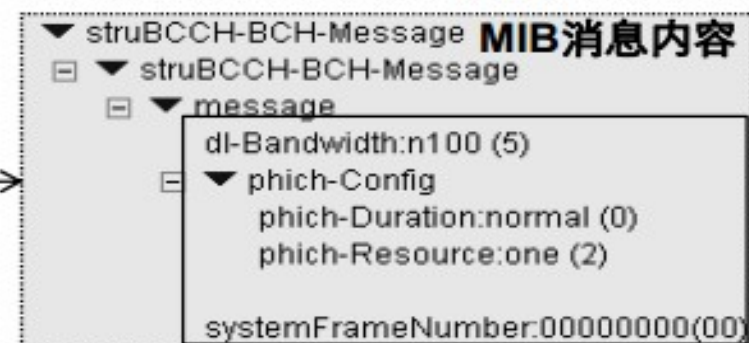 struBCCH-BCH-Message MIB消息内容
struBCCH-BCH-Message
message
dl-Bandwidth:n100 (5)
phich-Config
phich-Duration:normal (0)
phich-Resource:one (2)
systemFrameNumber:00000000(00)